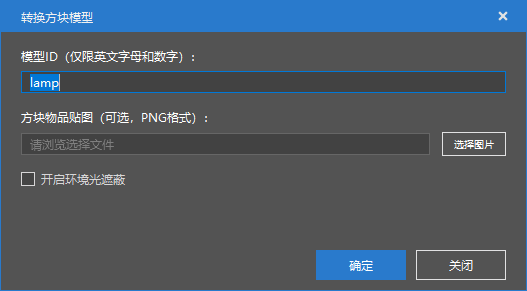 转换方块模型
模型ID（仅限英文字母和数字）：
lamp
方块物品贴图（可选，PNG格式）：
请浏览选择文件
选择图片
开启环境光遮蔽
确定
关闭